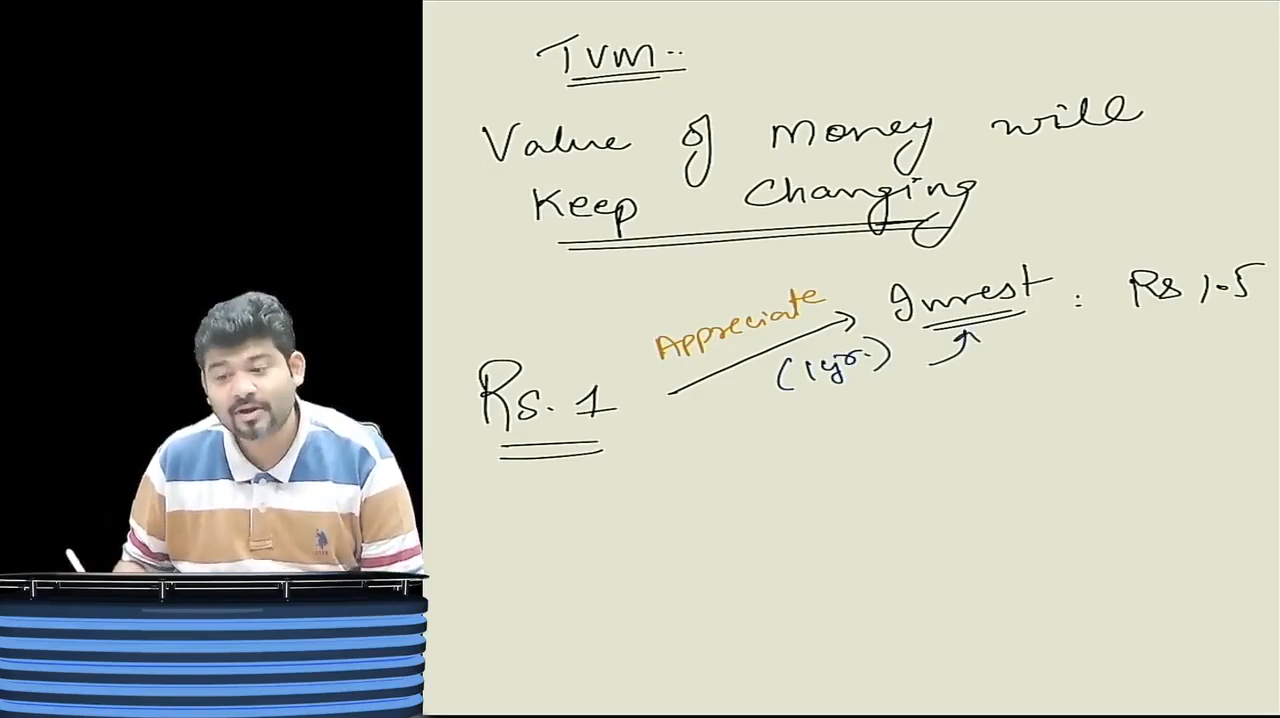 TVM..
Value of Money will
Keep Changing
Appreciate
Invest : Rs 1.5
(1yr.)
Rs. 1